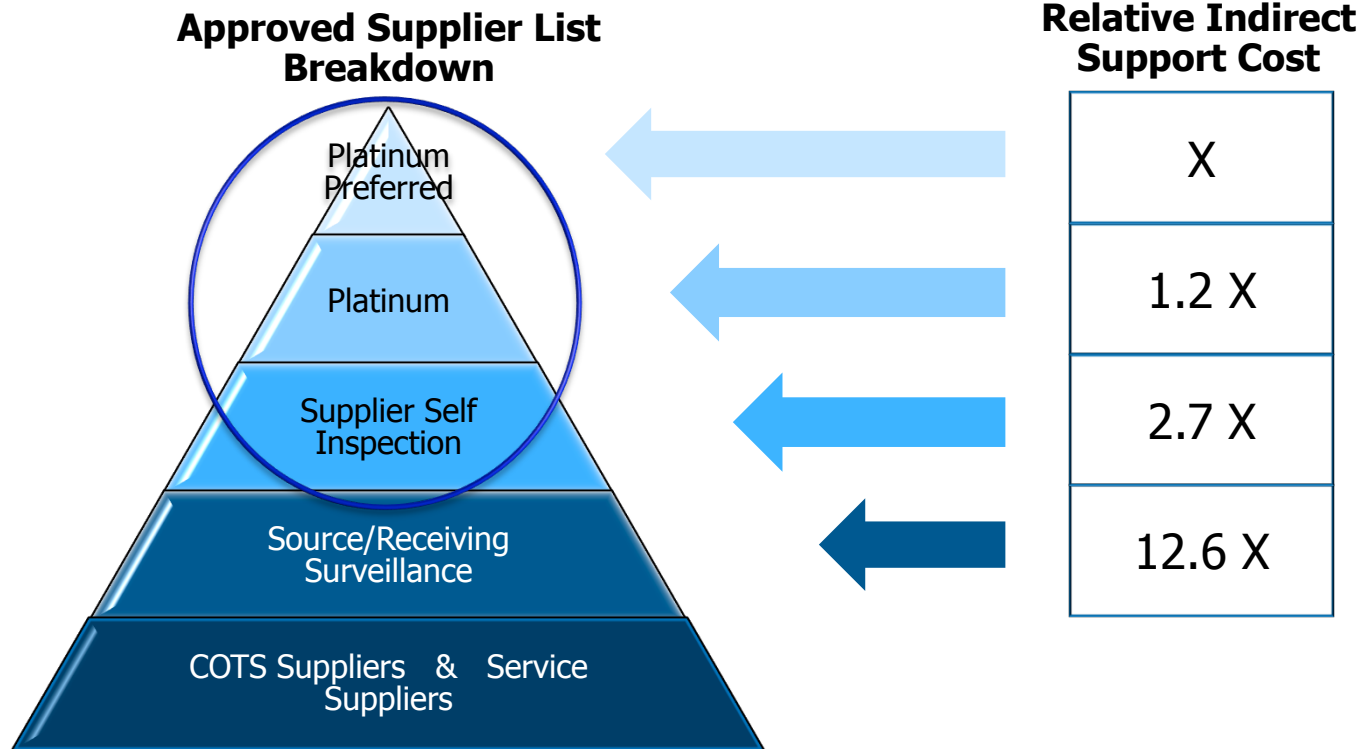 Approved Supplier List
Breakdown
Relative Indirect
Support Cost
Platinum
Preferred
X
Platinum
1.2 X
Supplier Self
Inspection
2.7 X
Source/Receiving
Surveillance
12.6 X
COTS Suppliers & Service
Suppliers